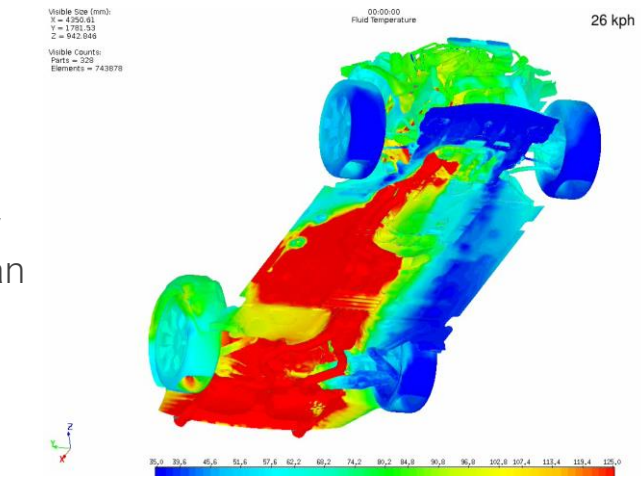 Visible Size (mm):
X = 4350.61
Y = 1781.53
Z = 942.846
Visible Counts:
Parts = 328
Elements = 743878
00:00:00
Fluid Temperature
26 kph
an
Z
Y
X
35,0 39,6 45,6 51,6 57,6 62,2 68,2 74,2 80,2 84,8 90,8 96,8 102,8 107,4 113,4 119,4 125,0